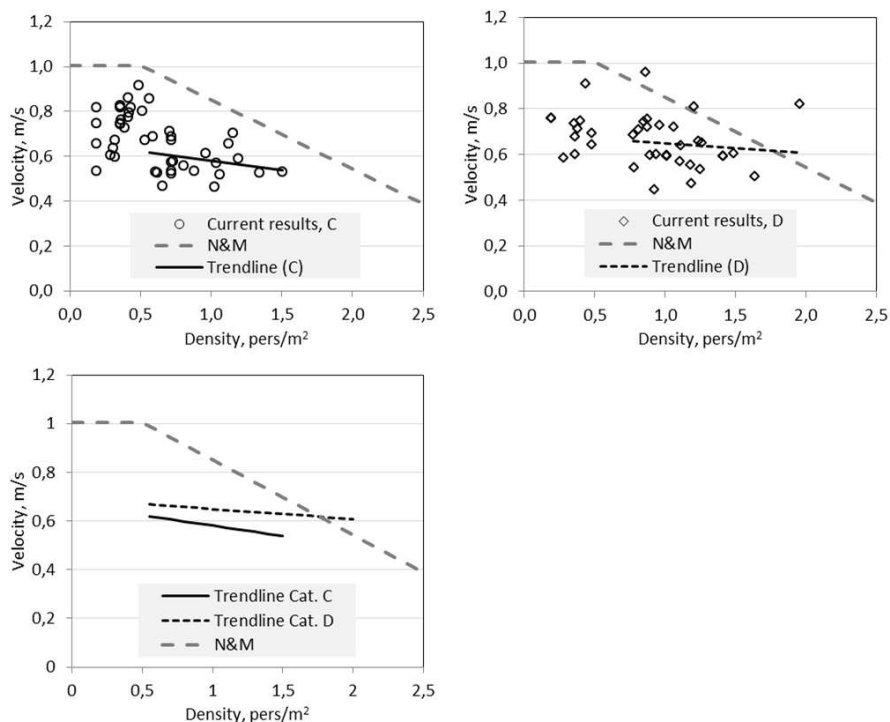 1,2
1,0
0,8
0,6
0,4
0,2
0,0
Velocity, m/s
Current results, C
N&M
Trendline (C)
0,0 0,5 1,0 1,5 2,0 2,5
Density, pers/m²
1,2
1,0
0,8
0,6
0,4
0,2
0,0
Velocity, m/s
Current results, D
N&M
Trendline (D)
0,0 0,5 1,0 1,5 2,0 2,5
Density, pers/m²
1,2
1
0,8
0,6
0,4
0,2
0
Velocity, m/s
Trendline Cat. C
Trendline Cat. D
N&M
0 0,5 1 1,5 2 2,5
Density, pers/m²